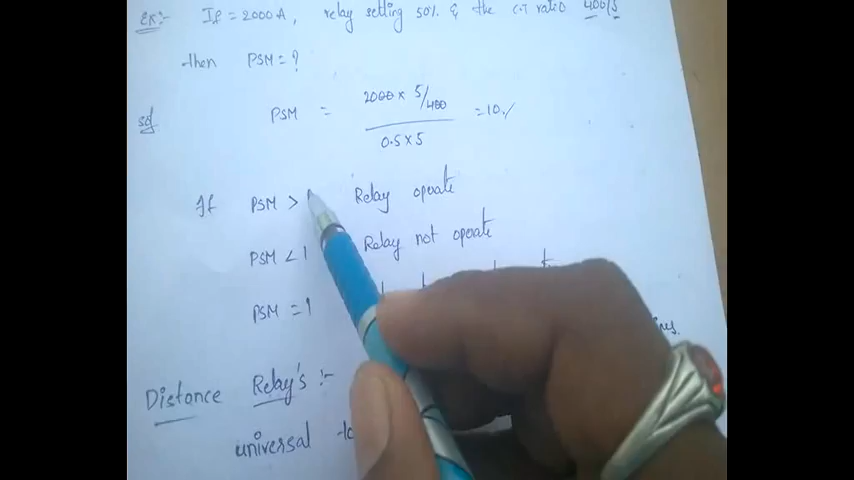 Ex:- If = 2000 A, relay setting 50% & the C.T ratio 400/5
then PSM = ?
sol PSM = 2000 × 5/400 / 0.5 × 5 = 10
If PSM > 1 Relay operate
PSM < 1 Relay not operate
PSM = 1
Distance Relay's :-
universal